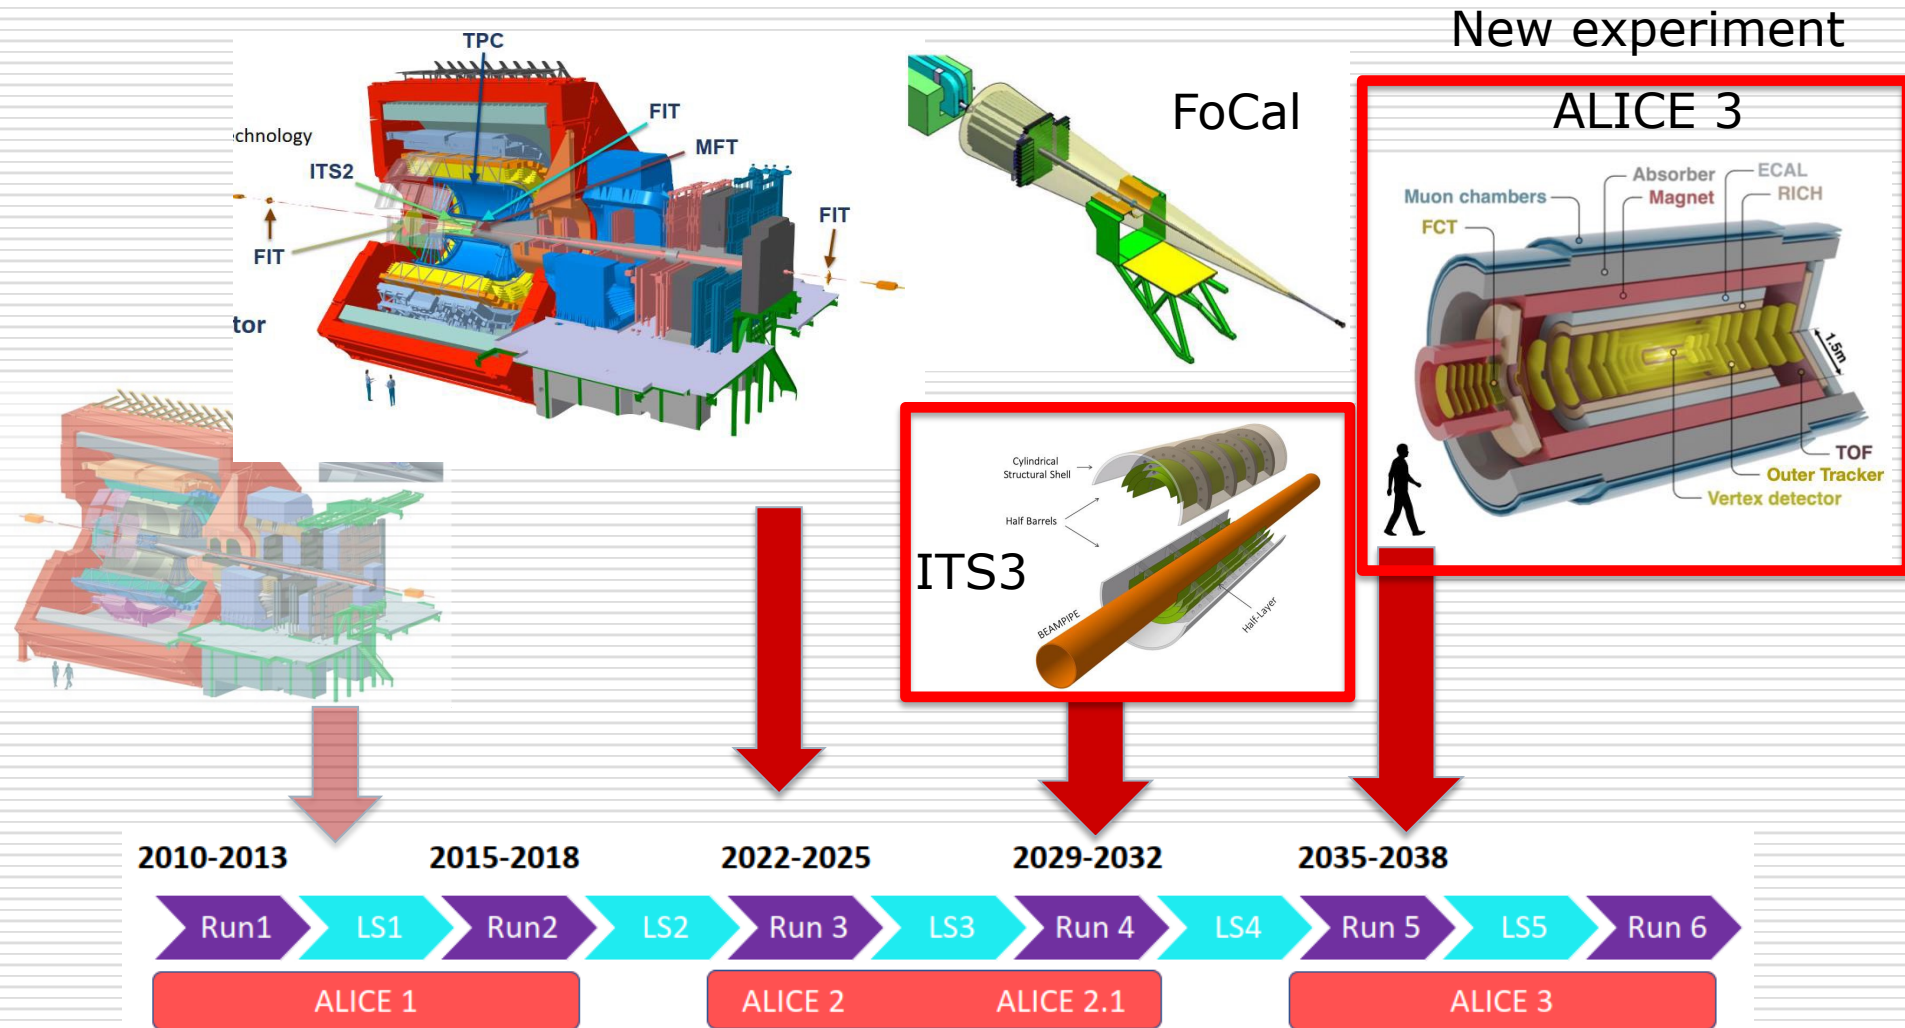 New experiment
TPC
FIT
echnology
MFT
ITS2
FIT
FIT
tor
FoCal
ALICE 3
Absorber
ECAL
Muon chambers
Magnet
RICH
FCT
1.5m
TOF
Outer Tracker
Vertex detector
Cylindrical
Structural Shell
Half Barrels
ITS3
BEAMPIPE
Half-Layer
2010-2013 2015-2018 2022-2025 2029-2032 2035-2038
Run1 LS1 Run2 LS2 Run 3 LS3 Run 4 LS4 Run 5 LS5 Run 6
ALICE 1 ALICE 2 ALICE 2.1 ALICE 3